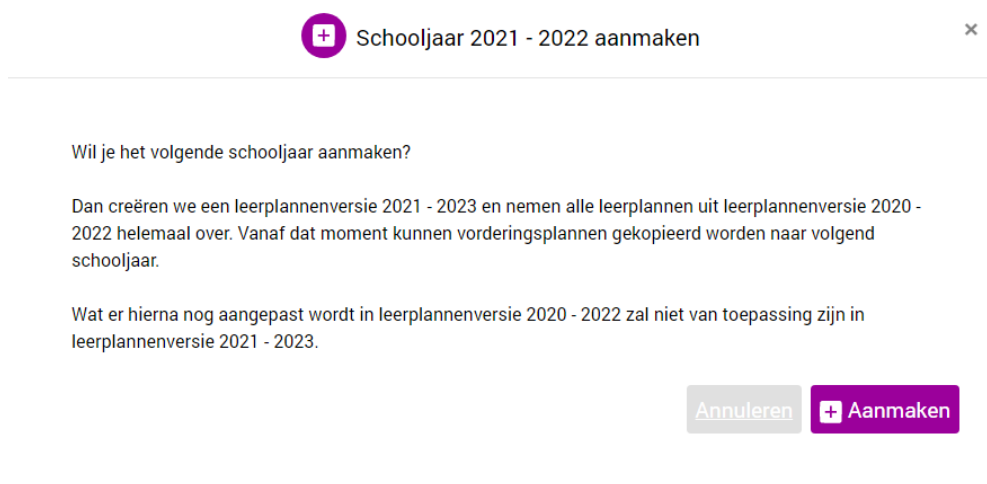 Schooljaar 2021 - 2022 aanmaken
×
Wil je het volgende schooljaar aanmaken?
Dan creëren we een leerplannenversie 2021 - 2023 en nemen alle leerplannen uit leerplannenversie 2020 -
2022 helemaal over. Vanaf dat moment kunnen vorderingsplannen gekopieerd worden naar volgend
schooljaar.
Wat er hierna nog aangepast wordt in leerplannenversie 2020 - 2022 zal niet van toepassing zijn in
leerplannenversie 2021 - 2023.
Annuleren
Aanmaken